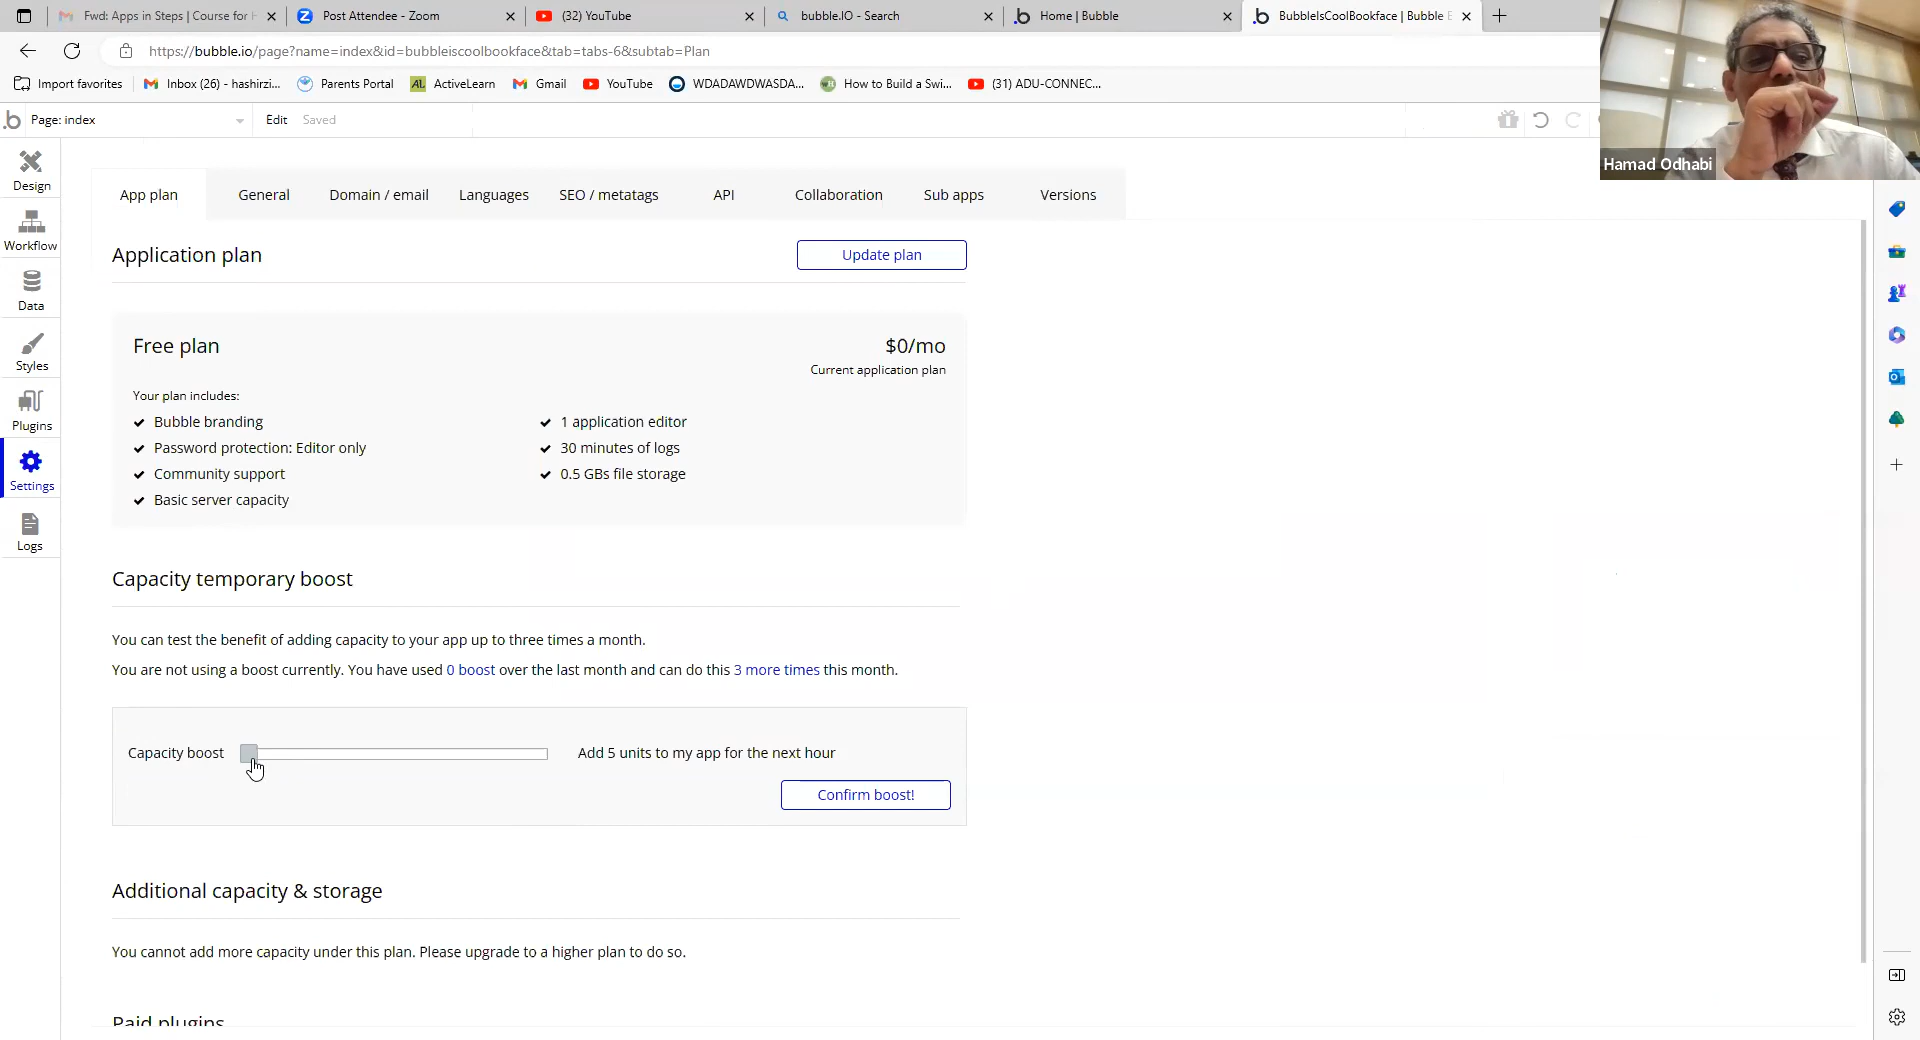 Fwd: Apps in Steps | Course for
Post Attendee - Zoom
(32) YouTube
bubble.IO - Search
Home | Bubble
BubbleIsCoolBookface | Bubble
https://bubble.io/page?name=index&id=bubbleiscoolbookface&tab=tabs-6&subtab=Plan
Import favorites
Inbox (26) - hashirzi...
Parents Portal
AL ActiveLearn
Gmail
YouTube
WDADAWDWASDA...
How to Build a Swi...
(31) ADU-CONNEC...
Page: index
Edit
Saved
Hamad Odhabi
Design
Workflow
Data
Styles
Plugins
Settings
Logs
App plan
General
Domain / email
Languages
SEO / metatags
API
Collaboration
Sub apps
Versions
Application plan
Update plan
Free plan
$0/mo
Current application plan
Your plan includes:
Bubble branding
1 application editor
Password protection: Editor only
30 minutes of logs
Community support
0.5 GBs file storage
Basic server capacity
Capacity temporary boost
You can test the benefit of adding capacity to your app up to three times a month.
You are not using a boost currently. You have used 0 boost over the last month and can do this 3 more times this month.
Capacity boost
Add 5 units to my app for the next hour
Confirm boost!
Additional capacity & storage
You cannot add more capacity under this plan. Please upgrade to a higher plan to do so.
Paid plugins